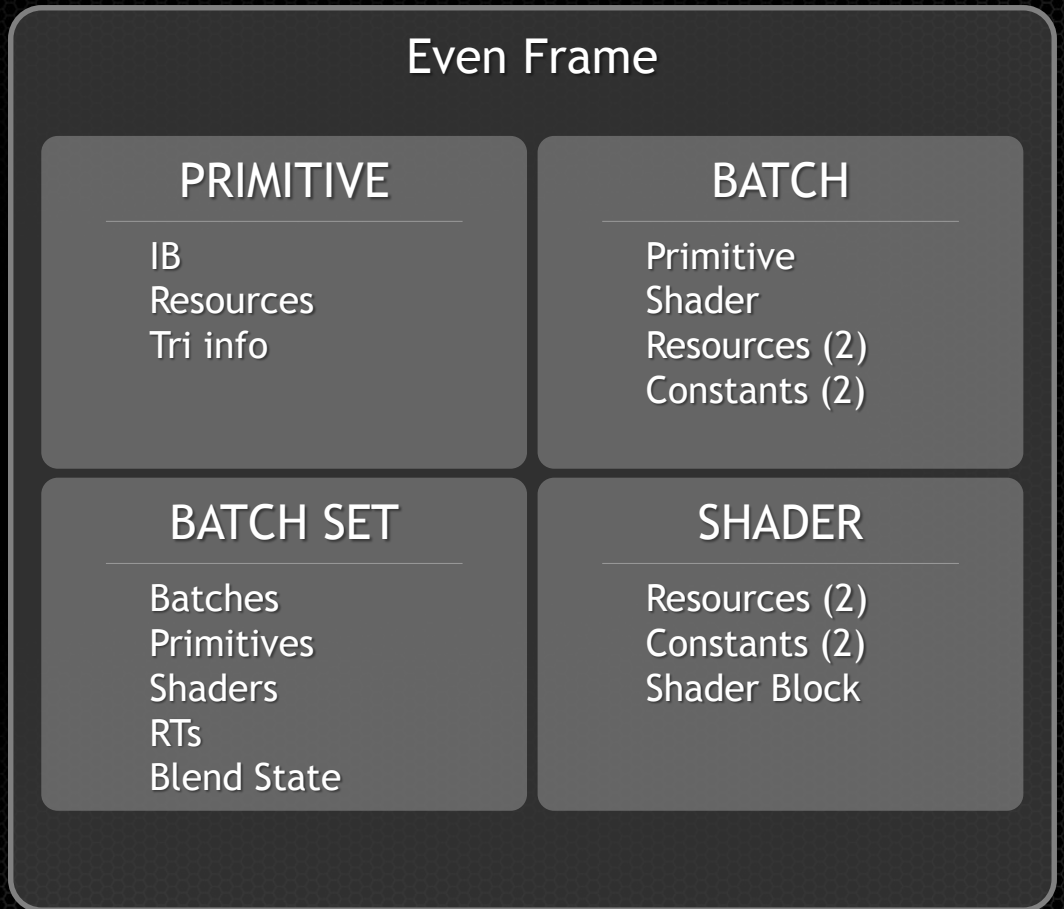 Even Frame
PRIMITIVE
IB
Resources
Tri info
BATCH
Primitive
Shader
Resources (2)
Constants (2)
BATCH SET
Batches
Primitives
Shaders
RTs
Blend State
SHADER
Resources (2)
Constants (2)
Shader Block